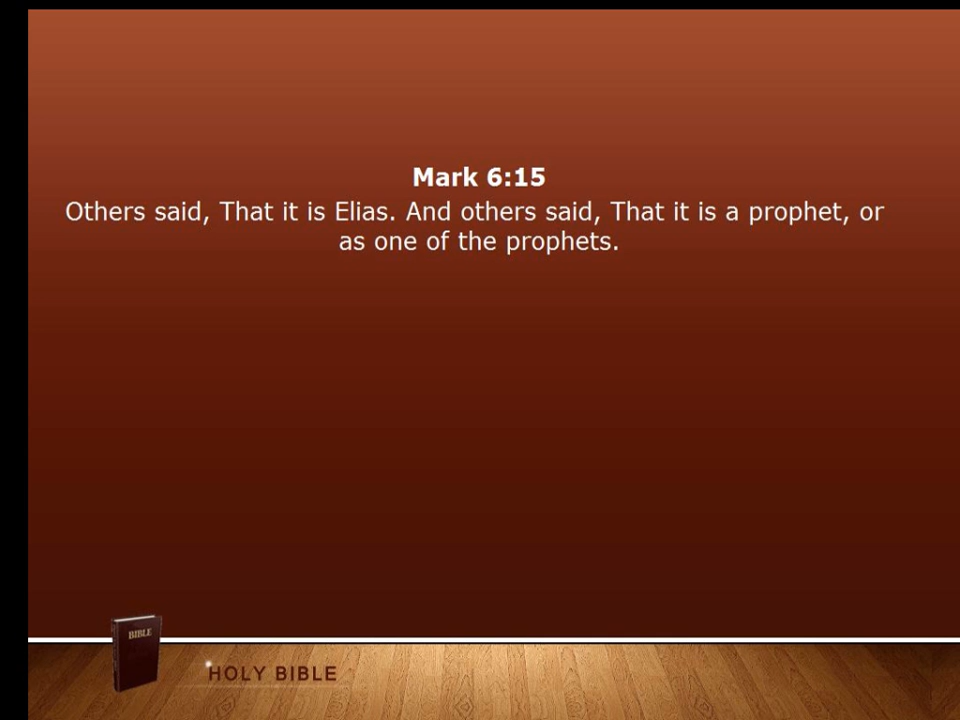 Mark 6:15
Others said, That it is Elias. And others said, That it is a prophet, or
as one of the prophets.
BIBLE
HOLY BIBLE